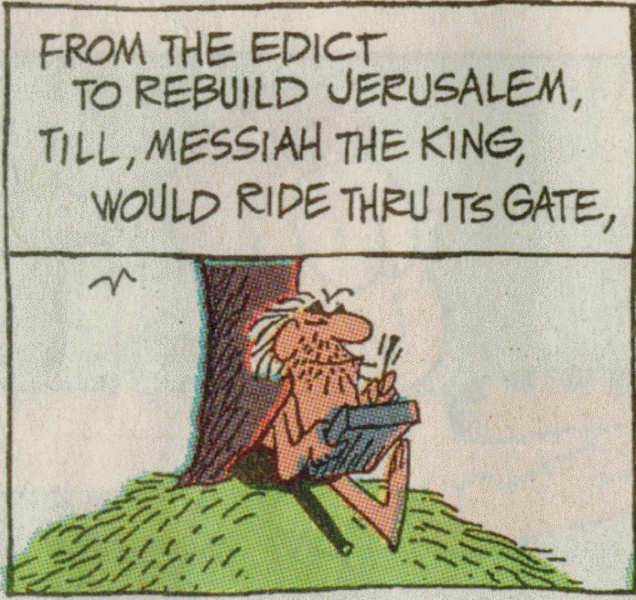 FROM THE EDICT
TO REBUILD JERUSALEM,
TILL, MESSIAH THE KING,
WOULD RIDE THRU ITS GATE,